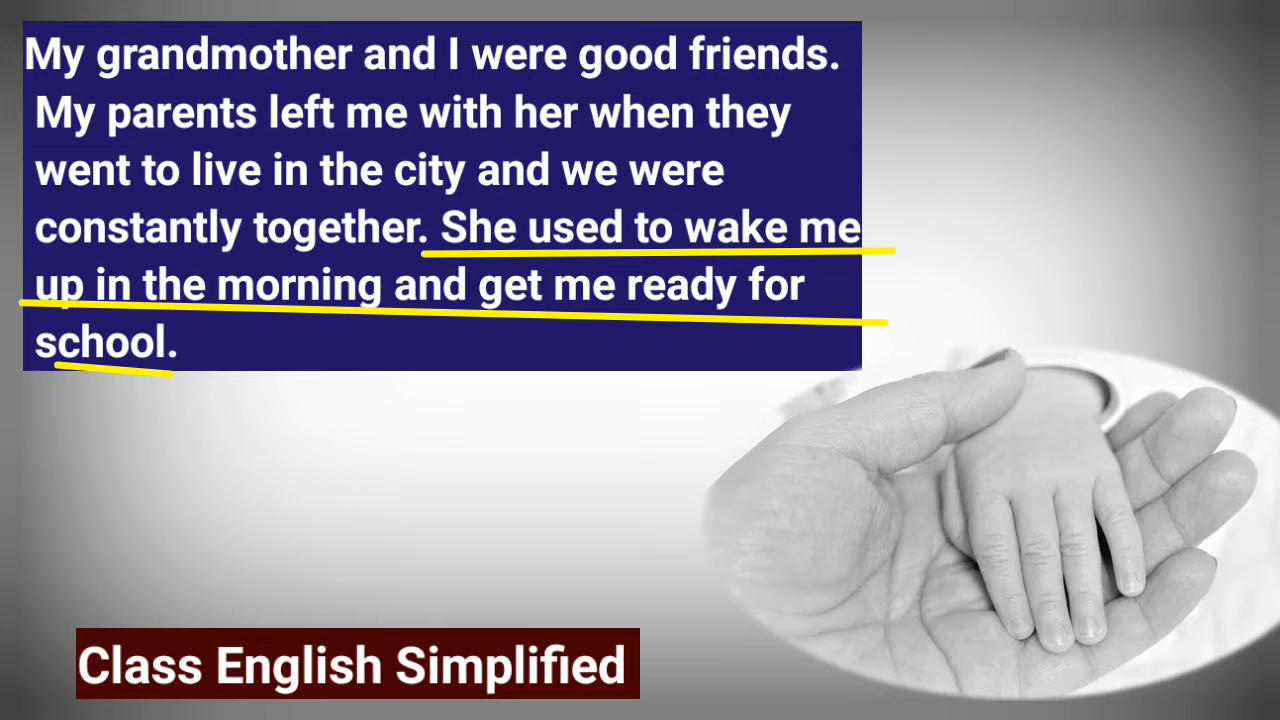 My grandmother and I were good friends.
My parents left me with her when they
went to live in the city and we were
constantly together. She used to wake me
up in the morning and get me ready for
school.
Class English Simplified